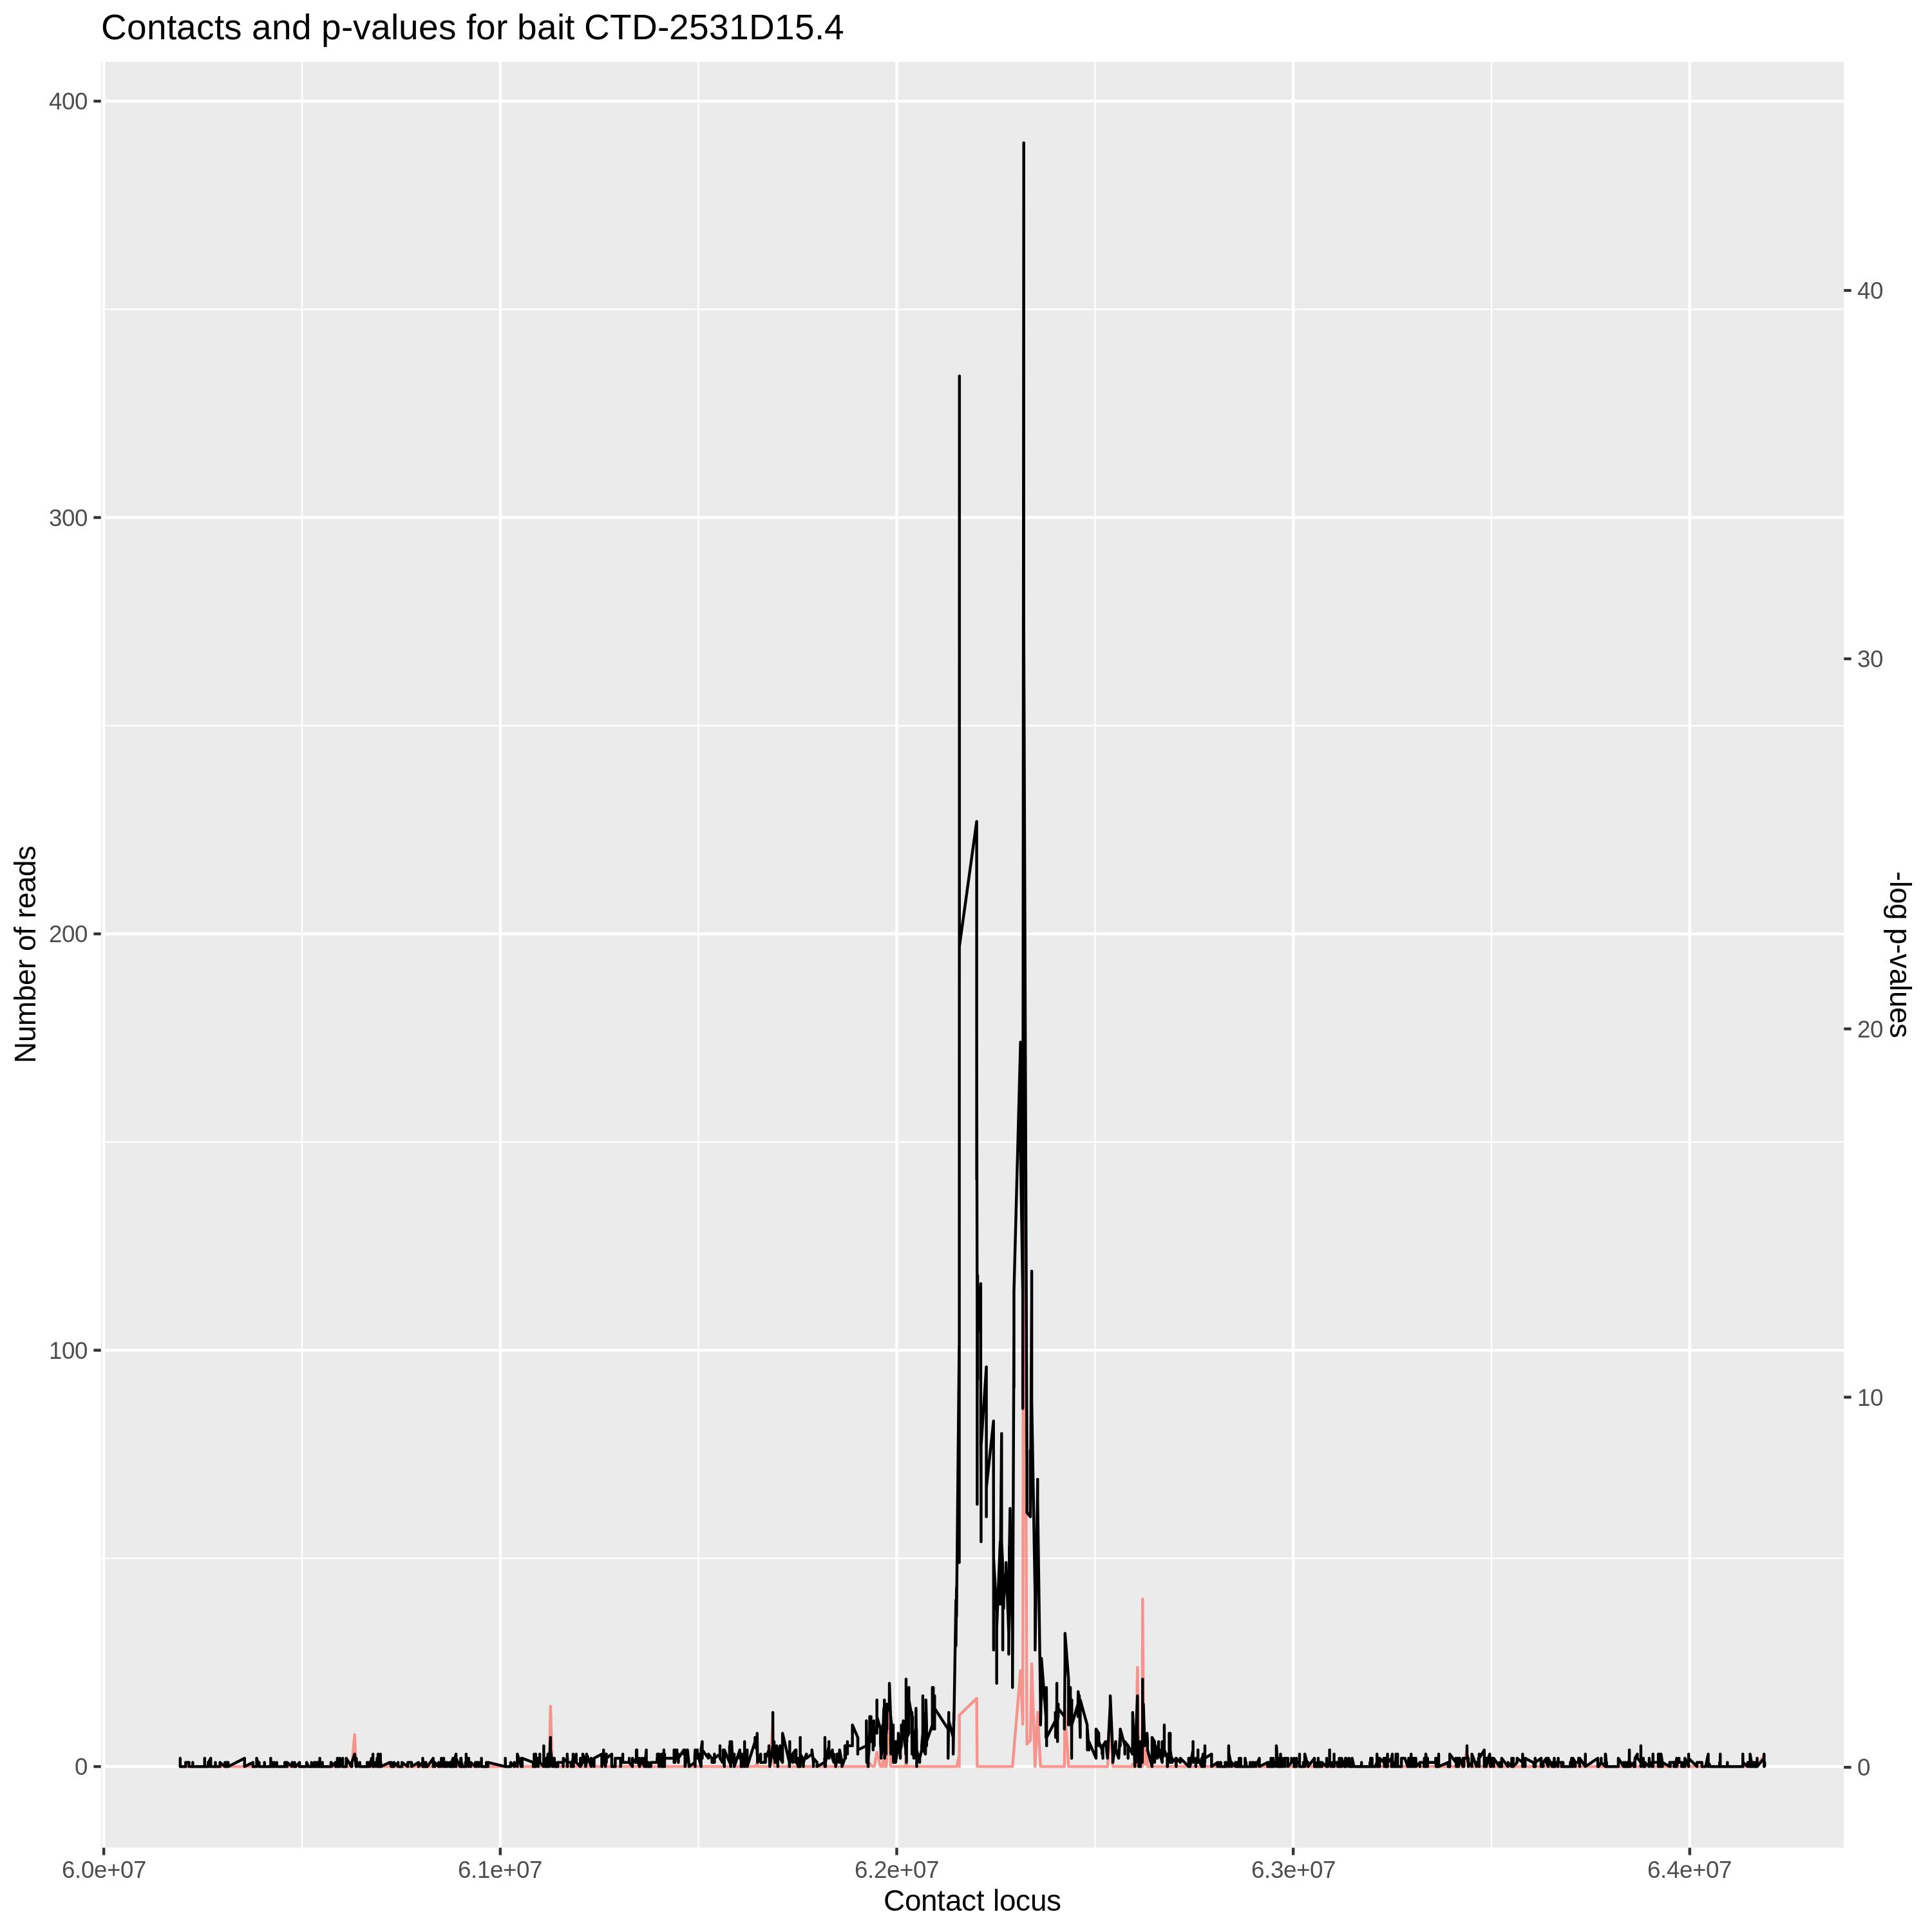 Contacts and p-values for bait CTD-2531D15.4
400
300
200
100
0
Number of reads
40
30
20
10
0
-log p-values
6.0e+07
6.1e+07
6.2e+07
6.3e+07
6.4e+07
Contact locus